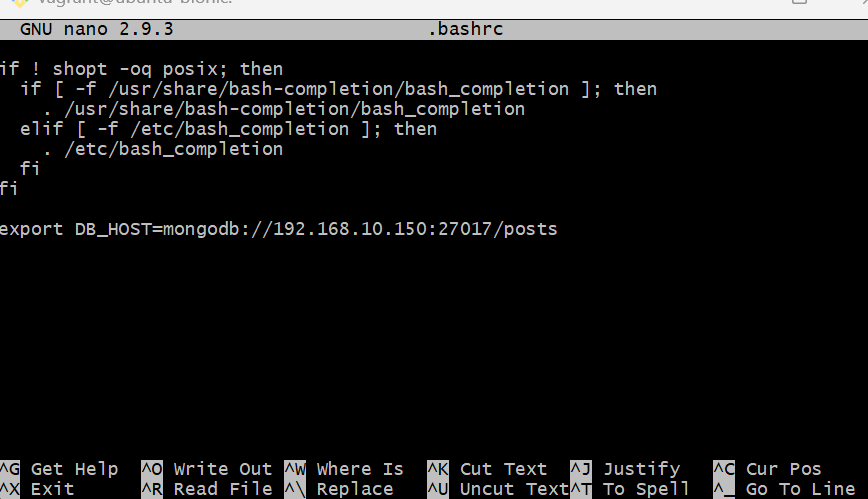 vagrant@ubuntu-bionic:
GNU nano 2.9.3 .bashrc
if ! shopt -oq posix; then
  if [ -f /usr/share/bash-completion/bash_completion ]; then
    . /usr/share/bash-completion/bash_completion
  elif [ -f /etc/bash_completion ]; then
    . /etc/bash_completion
  fi
fi
export DB_HOST=mongodb://192.168.10.150:27017/posts
^G Get Help ^O Write Out ^W Where Is ^K Cut Text ^J Justify ^C Cur Pos
^X Exit ^R Read File ^\ Replace ^U Uncut Text ^T To Spell ^_ Go To Line